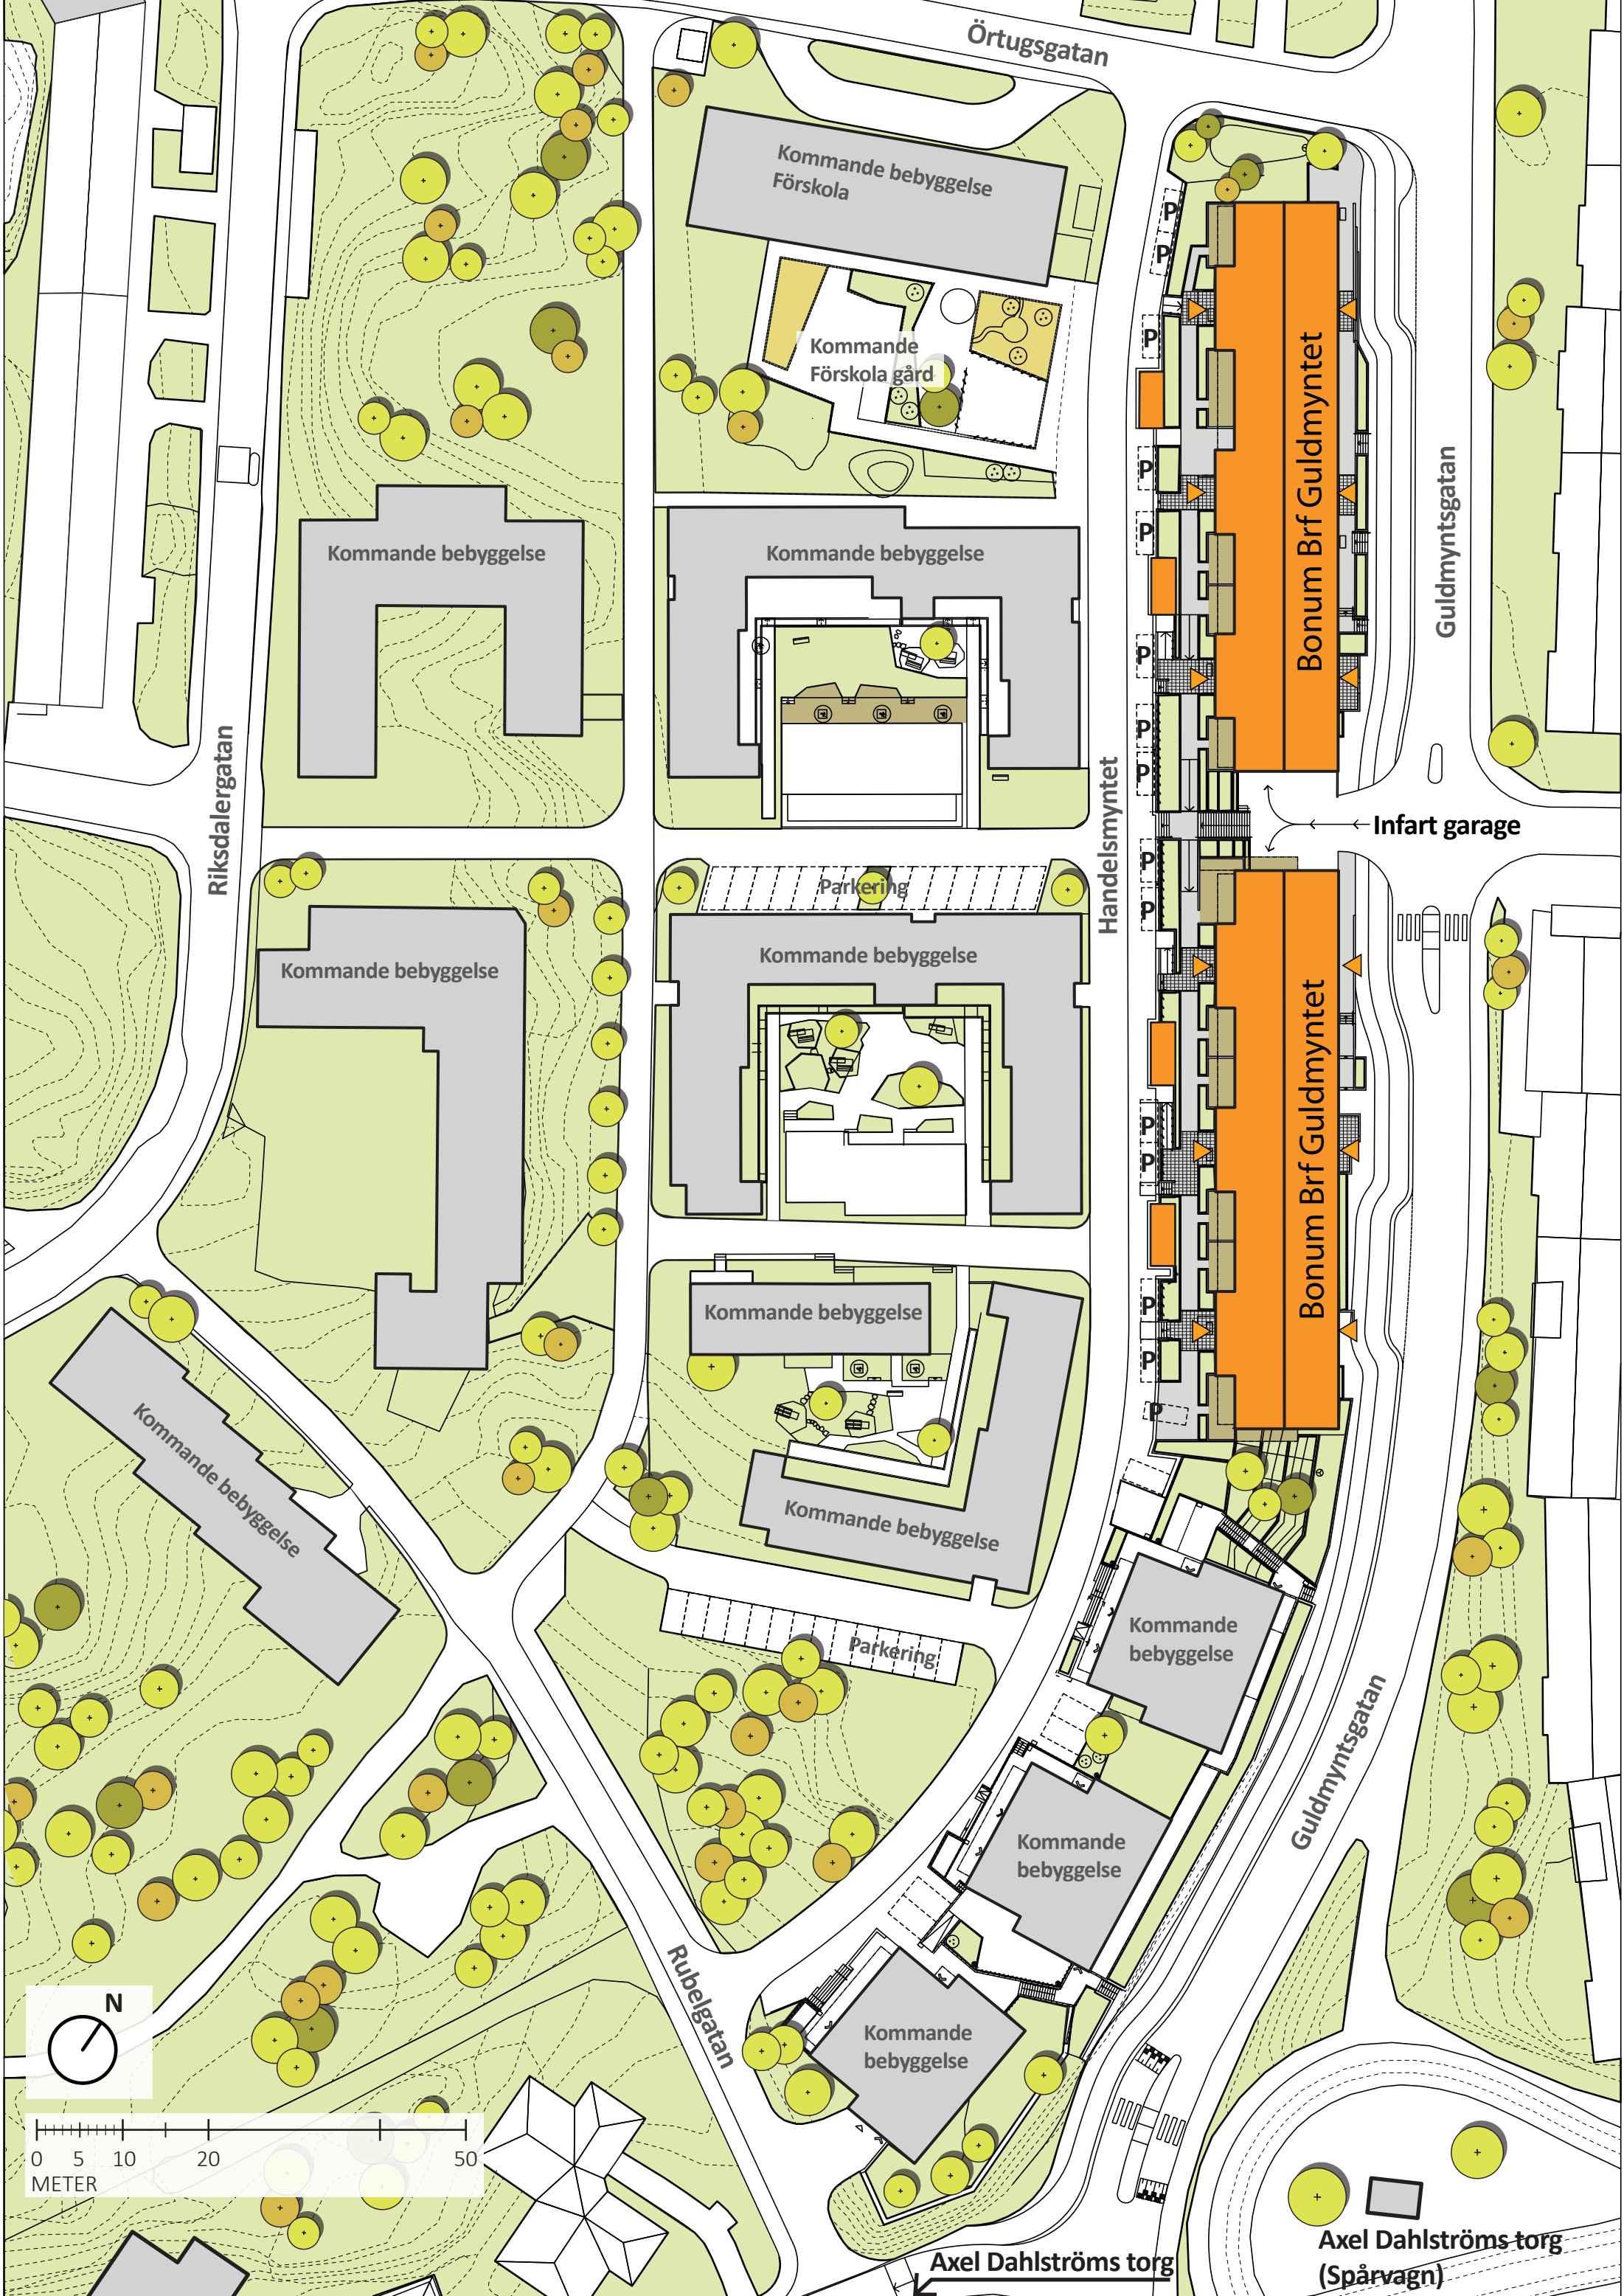 Örtugsgatan
Kommande bebyggelse
Förskola
P
P
Kommande
Förskola gård
P
Bonum Brf Guldmyntet
P
P
Guldmyntsgatan
Kommande bebyggelse
Kommande bebyggelse
P
P
P
Riksdalergatan
Handelsmyntet
Infart garage
Parkering
P
P
Kommande bebyggelse
Kommande bebyggelse
Bonum Brf Guldmyntet
P
P
Kommande bebyggelse
P
P
P
Kommande bebyggelse
Kommande bebyggelse
Parkering
Kommande
bebyggelse
Guldmyntsgatan
Kommande
bebyggelse
Rubelgatan
Kommande
bebyggelse
N
0 5 10 20 50
METER
Axel Dahlströms torg
Axel Dahlströms torg
(Spårvagn)